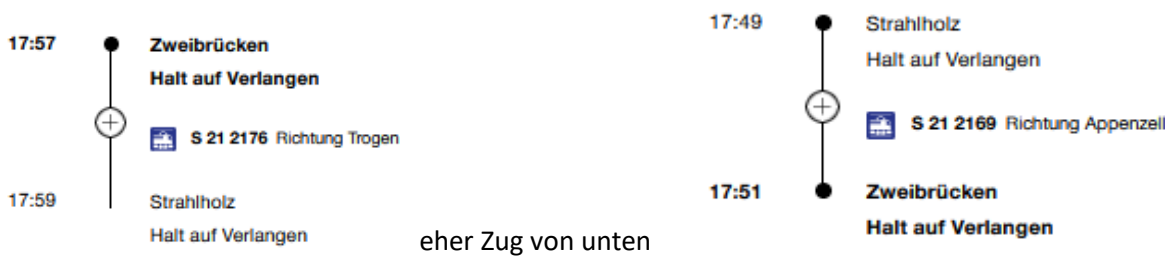 17:57 Zweibrücken
Halt auf Verlangen
S 21 2176 Richtung Trogen
17:59 Strahlholz
Halt auf Verlangen
eher Zug von unten
17:49 Strahlholz
Halt auf Verlangen
S 21 2169 Richtung Appenzell
17:51 Zweibrücken
Halt auf Verlangen